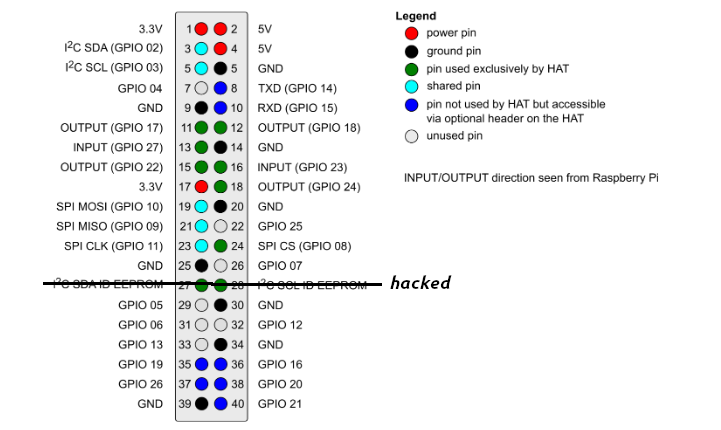 3.3V 1 2 5V
I²C SDA (GPIO 02) 3 4 5V
I²C SCL (GPIO 03) 5 5 GND
GPIO 04 7 8 TXD (GPIO 14)
GND 9 10 RXD (GPIO 15)
OUTPUT (GPIO 17) 11 12 OUTPUT (GPIO 18)
INPUT (GPIO 27) 13 14 GND
OUTPUT (GPIO 22) 15 16 INPUT (GPIO 23)
3.3V 17 18 OUTPUT (GPIO 24)
SPI MOSI (GPIO 10) 19 20 GND
SPI MISO (GPIO 09) 21 22 GPIO 25
SPI CLK (GPIO 11) 23 24 SPI CS (GPIO 08)
GND 25 26 GPIO 07
I²C SDA ID EEPROM 27 28 I²C SCL ID EEPROM hacked
GPIO 05 29 30 GND
GPIO 06 31 32 GPIO 12
GPIO 13 33 34 GND
GPIO 19 35 36 GPIO 16
GPIO 26 37 38 GPIO 20
GND 39 40 GPIO 21
Legend
power pin
ground pin
pin used exclusively by HAT
shared pin
pin not used by HAT but accessible
via optional header on the HAT
unused pin
INPUT/OUTPUT direction seen from Raspberry Pi